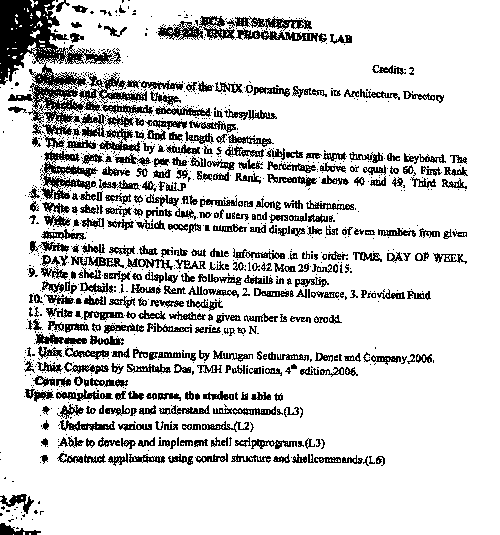 BCA – III SEMESTER
UNIX PROGRAMMING LAB
Credits: 2
To give an overview of the UNIX Operating System, its Architecture, Directory
and Command Usage.
1. Practice the commands encountered in thesyllabus.
2. Write a shell script to compare twostrings.
3. Write a shell script to find the length of thestrings.
4. The marks obtained by a student in 5 different subjects are input through the keyboard. The
student gets a rank as per the following rules: Percentage above or equal to 60, First Rank
Percentage above 50 and 59, Second Rank, Percentage above 40 and 49, Third Rank,
Percentage less than 40, Fail.P
5. Write a shell script to display file permissions along with theirnames.
6. Write a shell script to prints date, no of users and personalstatus.
7. Write a shell script which accepts a number and displays the list of even numbers from given
numbers.
8. Write a shell script that prints out date information in this order: TIME, DAY OF WEEK,
DAY NUMBER, MONTH, YEAR Like 20:10:42 Mon 29 Jan2015.
9. Write a shell script to display the following details in a payslip.
Payslip Details: 1. House Rent Allowance, 2. Dearness Allowance, 3. Provident Fund
10. Write a shell script to reverse thedigit.
11. Write a program to check whether a given number is even orodd.
12. Program to generate Fibonacci series up to N.
Reference Books:
1. Unix Concepts and Programming by Murugan Sethuraman, Denet and Company,2006.
2. Unix Concepts by Sumitaba Das, TMH Publications, 4th edition,2006.
Course Outcomes:
Upon completion of the course, the student is able to
• Able to develop and understand unixcommands.(L3)
• Understand various Unix comonads.(L2)
• Able to develop and implement shell scriptprograms.(L3)
• Construct applications using control structure and shellcommands.(L6)